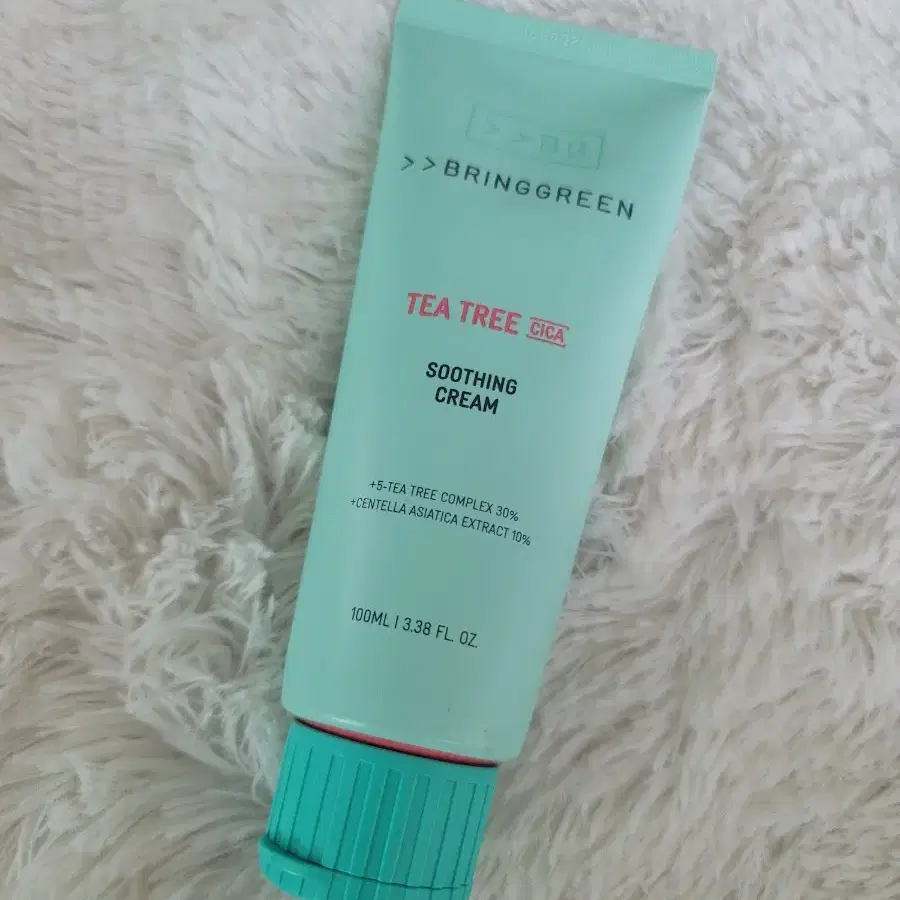 >>BRINGGREEN
TEA TREE CICA
SOOTHING
CREAM
+5-TEA TREE COMPLEX 30%
+CENTELLA ASIATICA EXTRACT 10%
100ML | 3.38 FL. OZ.